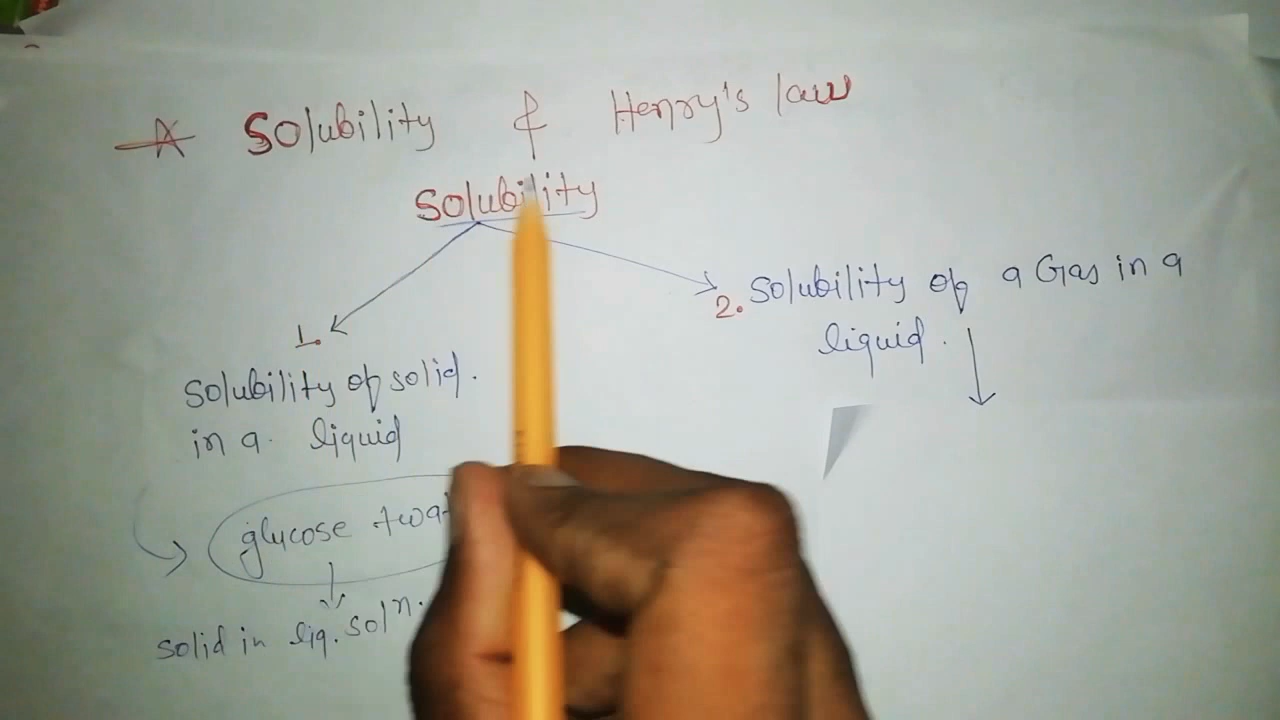 Solubility & Henry's law
Solubility
1.
Solubility of solid.
in a. liquid
2. Solubility of a Gas in a
liquid.
glucose +wat
solid in liq. solⁿ.